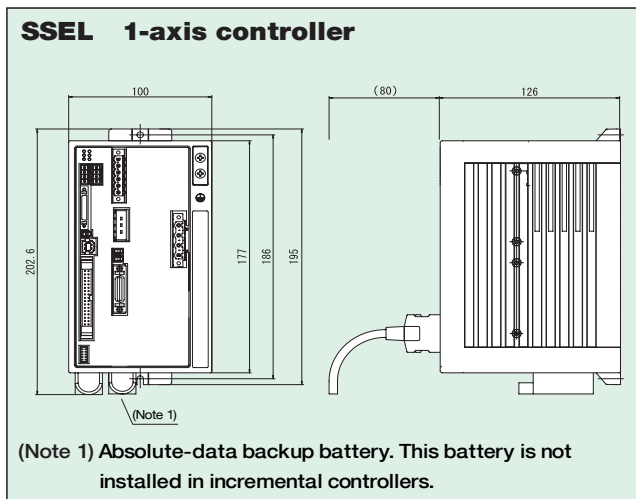 SSEL 1-axis controller
100
(80)
126
202.6
177
186
195
(Note 1)
(Note 1) Absolute-data backup battery. This battery is not
installed in incremental controllers.